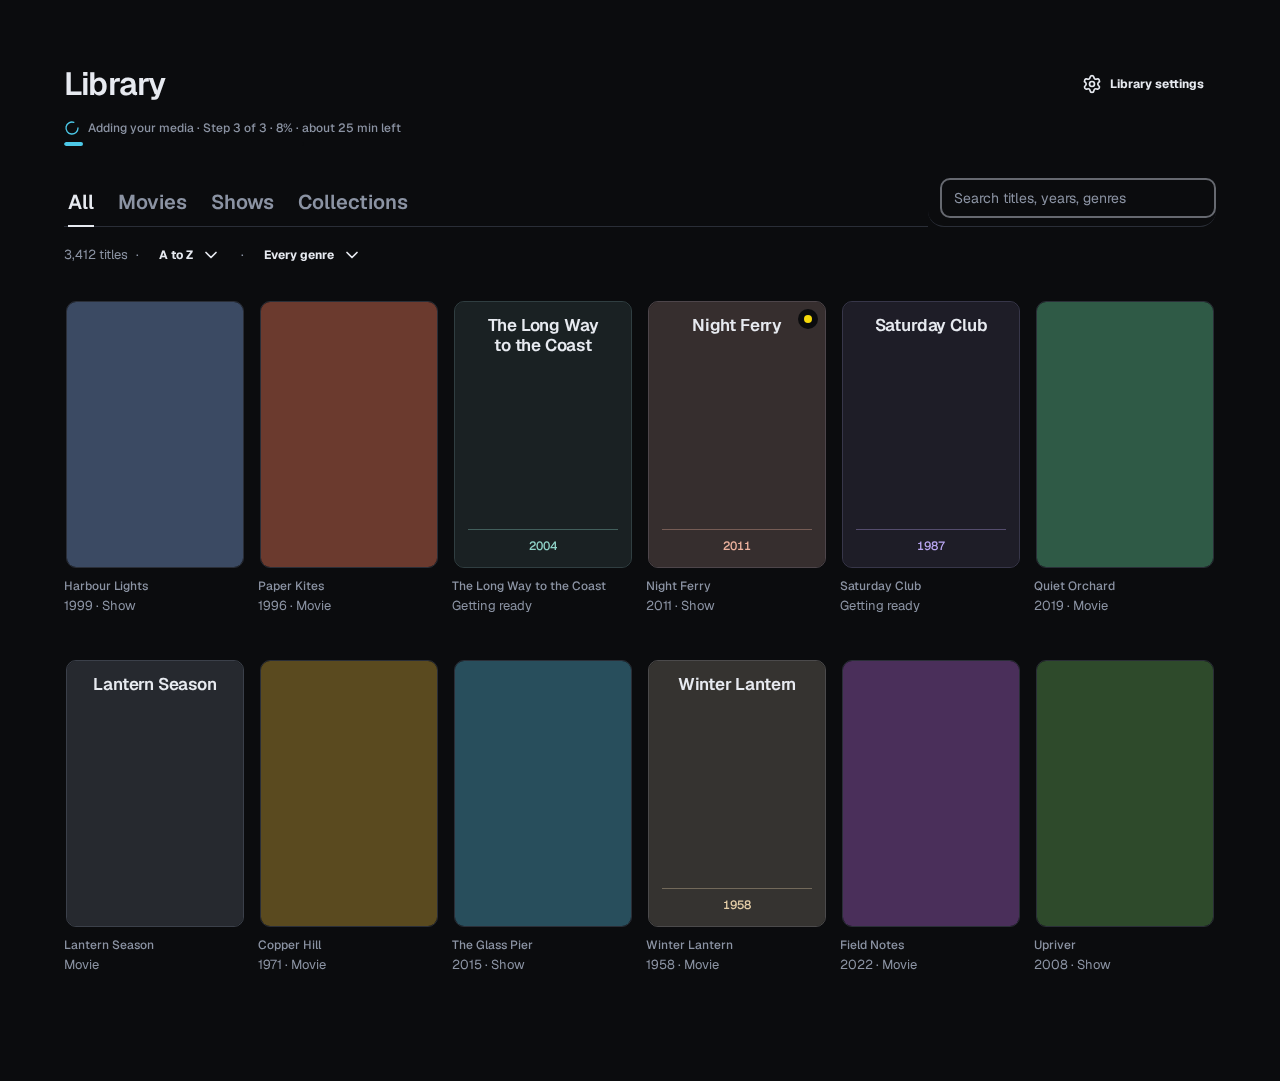 Library
Library settings
Adding your media · Step 3 of 3 · 8% · about 25 min left
All
Movies
Shows
Collections
Search titles, years, genres
3,412 titles · A to Z · Every genre
The Long Way
to the Coast
2004
Night Ferry
2011
Saturday Club
1987
Harbour Lights
1999 · Show
Paper Kites
1996 · Movie
The Long Way to the Coast
Getting ready
Night Ferry
2011 · Show
Saturday Club
Getting ready
Quiet Orchard
2019 · Movie
Lantern Season
Winter Lantern
1958
Lantern Season
Movie
Copper Hill
1971 · Movie
The Glass Pier
2015 · Show
Winter Lantern
1958 · Movie
Field Notes
2022 · Movie
Upriver
2008 · Show